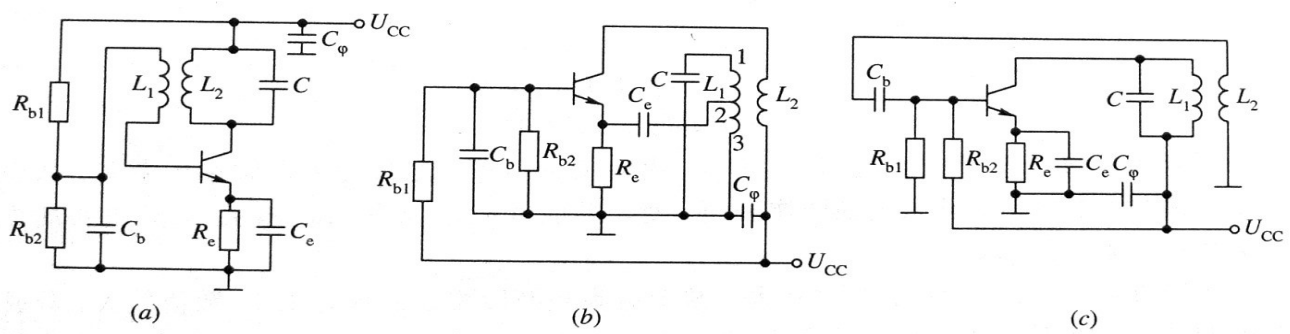 U_CC
C_φ
L_1
L_2
C
R_b1
R_b2
C_b
R_e
C_e
(a)
1
C
L_1
L_2
C_e
2
3
C_b
R_b2
R_e
R_b1
C_φ
U_CC
(b)
C_b
C
L_1
L_2
R_b1
R_b2
R_e
C_e
C_φ
U_CC
(c)